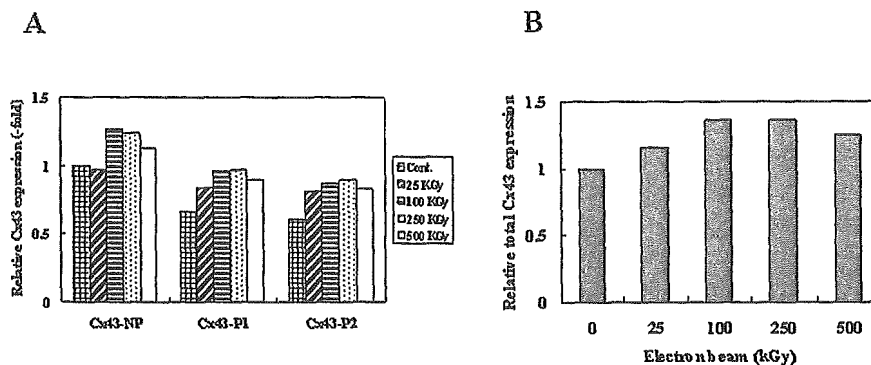 A
Relative Cx43 expression (-fold)
1.5
1
0.5
0
Cx43-NP Cx43-P1 Cx43-P2
Cont.
25 KGy
100 KGy
250 KGy
500 KGy
B
Relative total Cx43 expression
1.5
1
0.5
0
0 25 100 250 500
Electron beam (kGy)